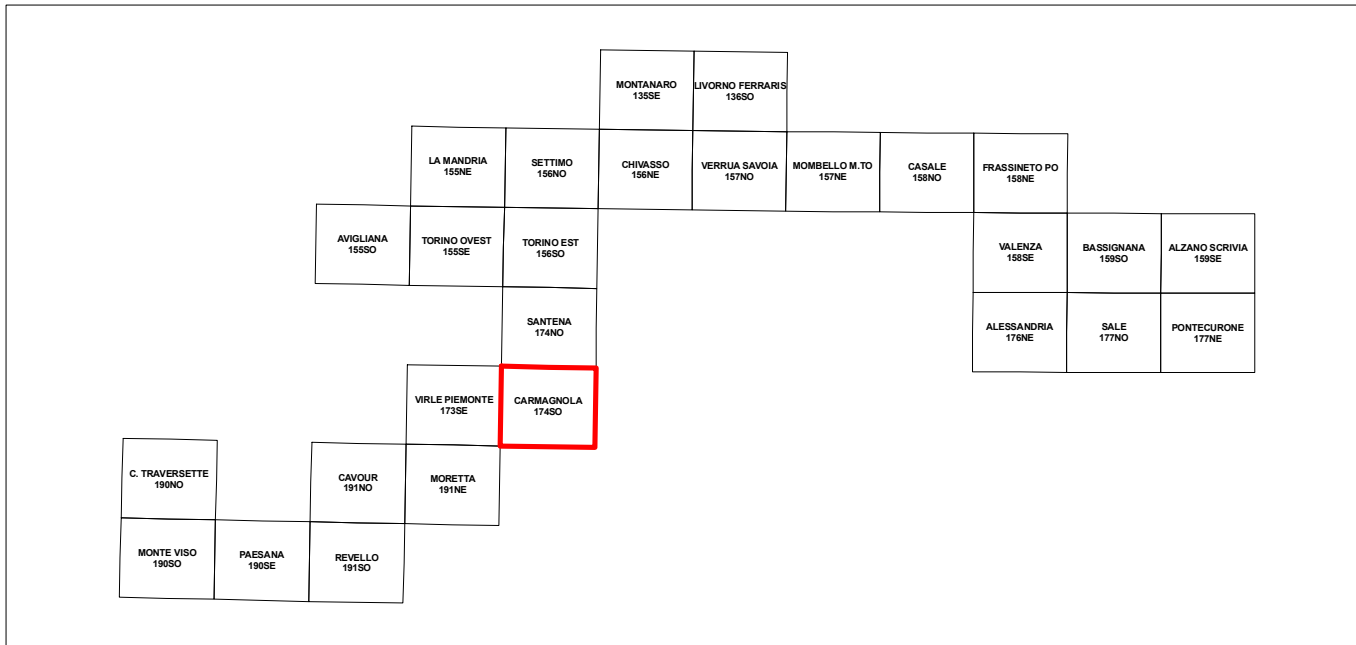 MONTANARO
135SE
LIVORNO FERRARIS
136SO
LA MANDRIA
155NE
SETTIMO
156NO
CHIVASSO
156NE
VERRUA SAVOIA
157NO
MOMBELLO M.TO
157NE
CASALE
158NO
FRASSINETO PO
158NE
AVIGLIANA
155SO
TORINO OVEST
155SE
TORINO EST
156SO
VALENZA
158SE
BASSIGNANA
159SO
ALZANO SCRIVIA
159SE
SANTENA
174NO
ALESSANDRIA
176NE
SALE
177NO
PONTECURONE
177NE
VIRLE PIEMONTE
173SE
CARMAGNOLA
174SO
C. TRAVERSETTE
190NO
CAVOUR
191NO
MORETTA
191NE
MONTE VISO
190SO
PAESANA
190SE
REVELLO
191SO